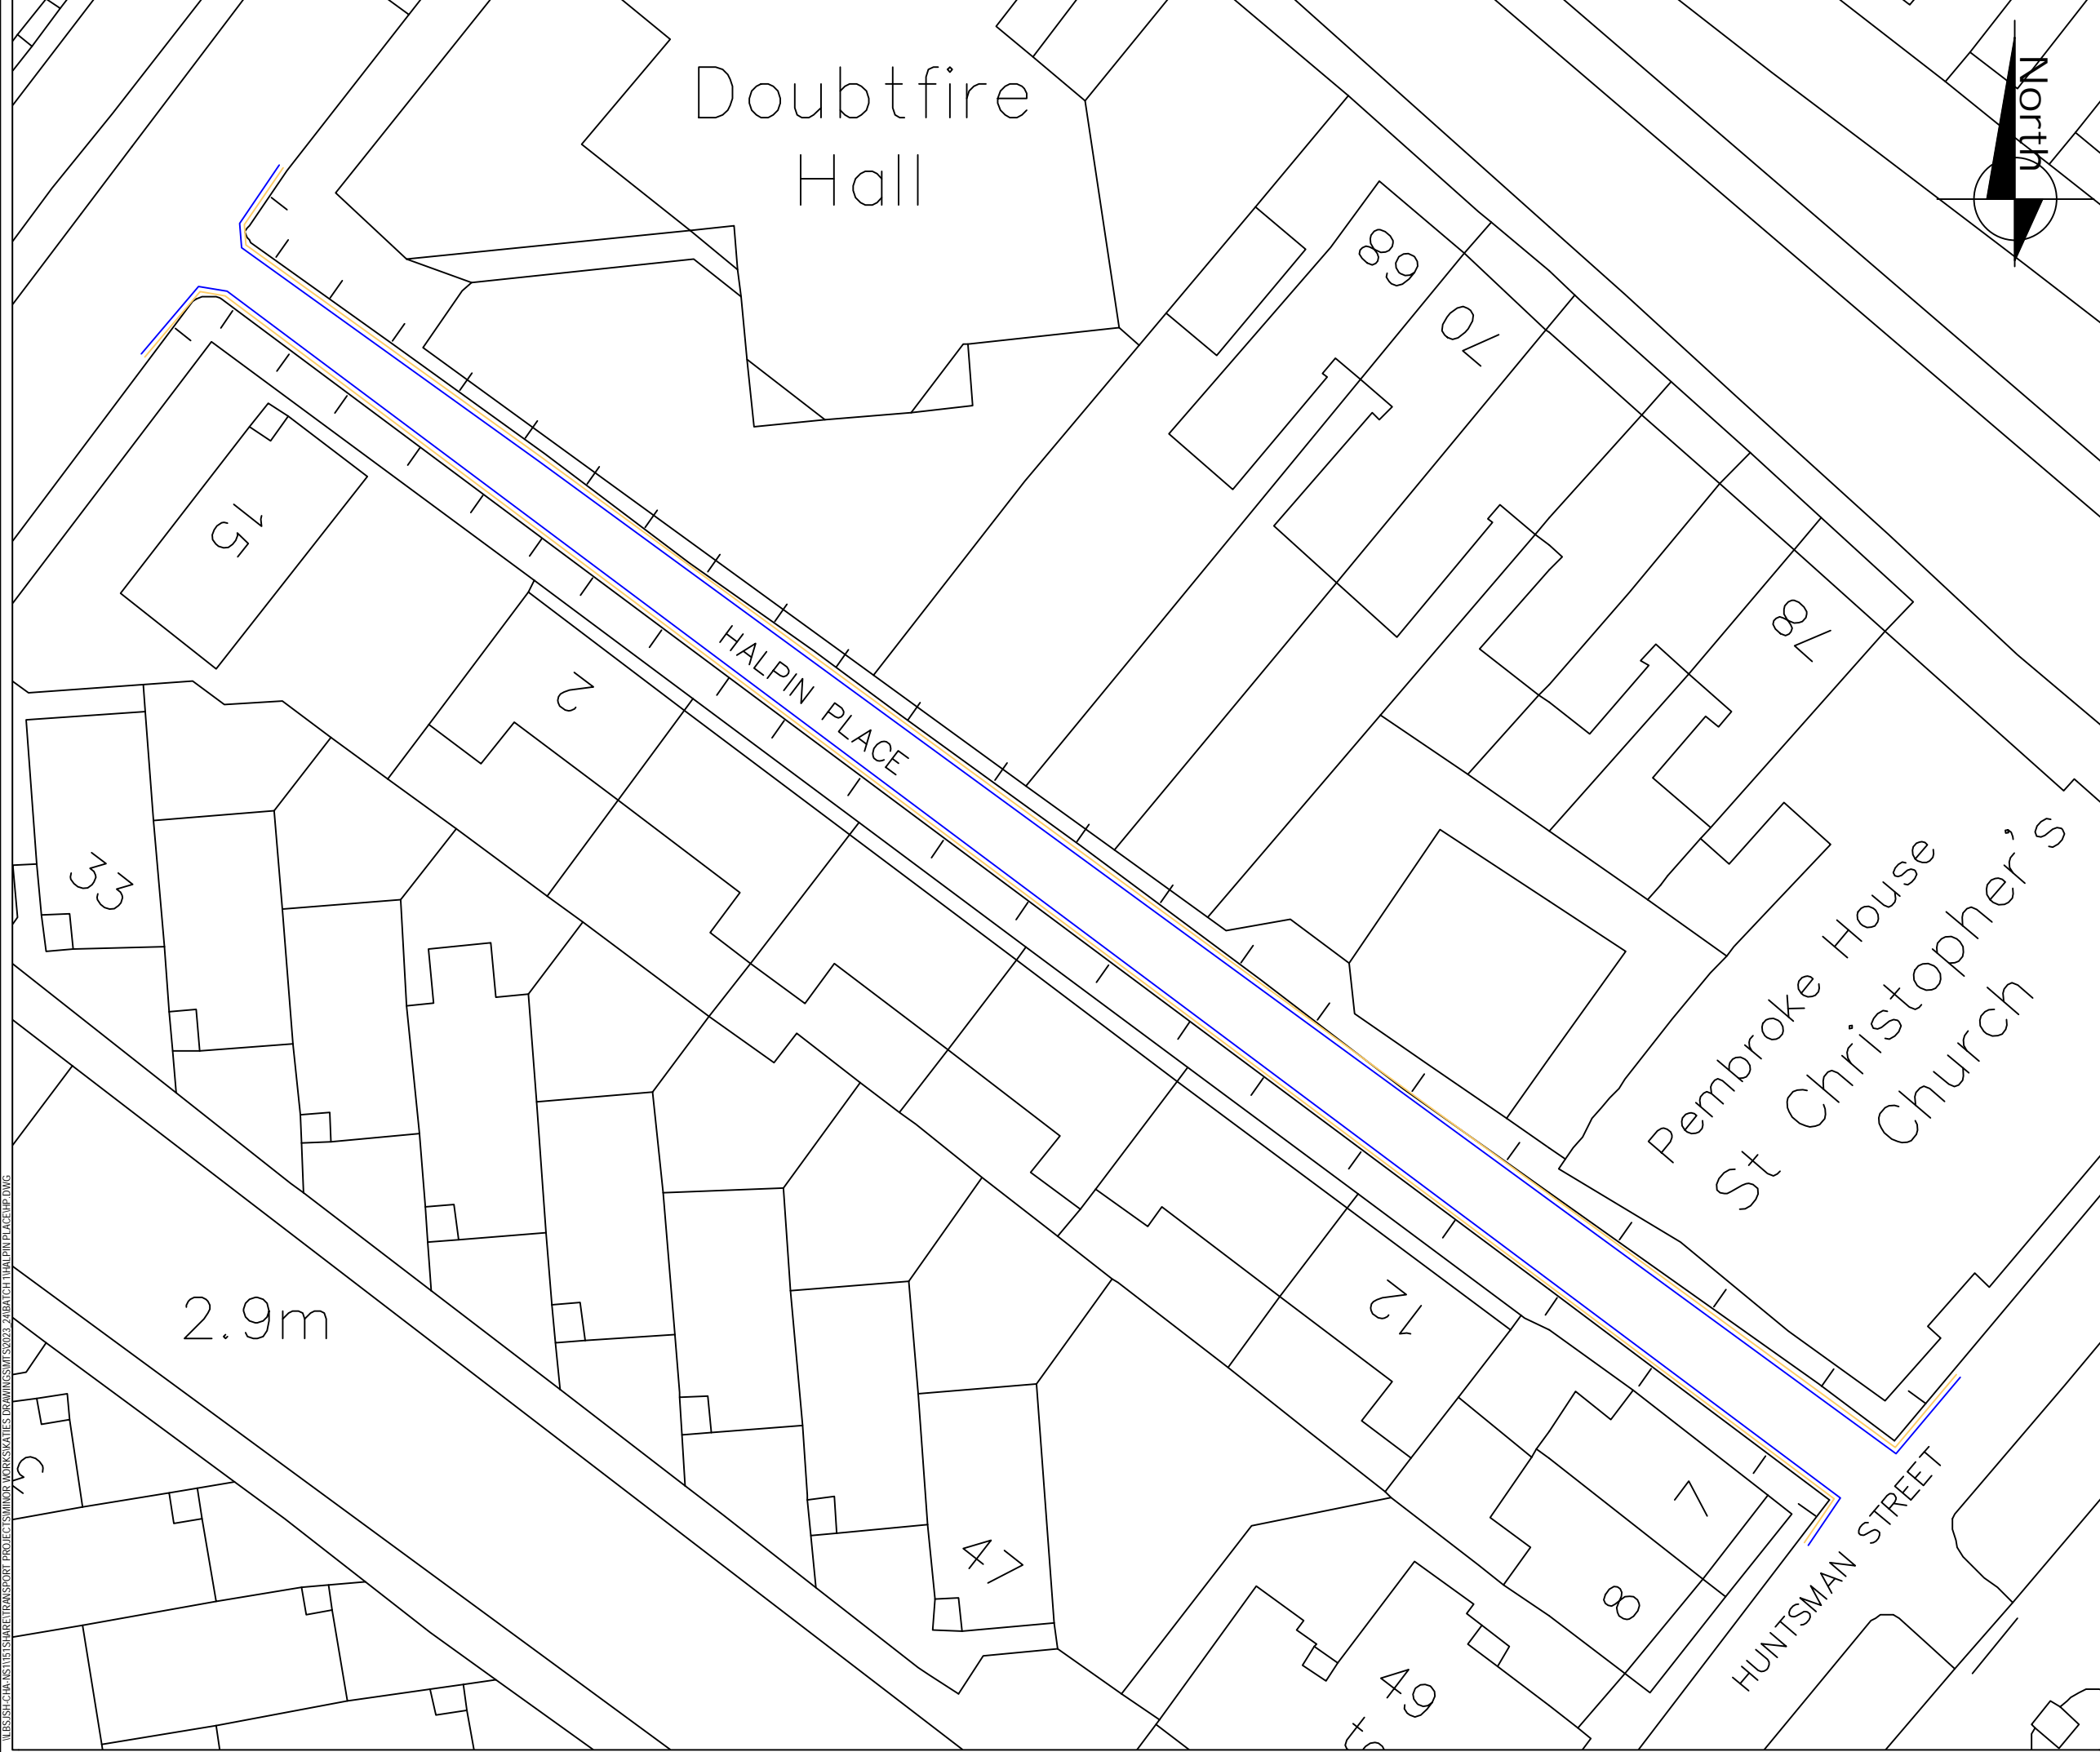 Doubtfire
Hall
North
68
70
78
15
2
HALPIN PLACE
33
Pembroke House
St Christopher's
Church
2.9m
12
7
8
47
49
HUNTSMAN STREET